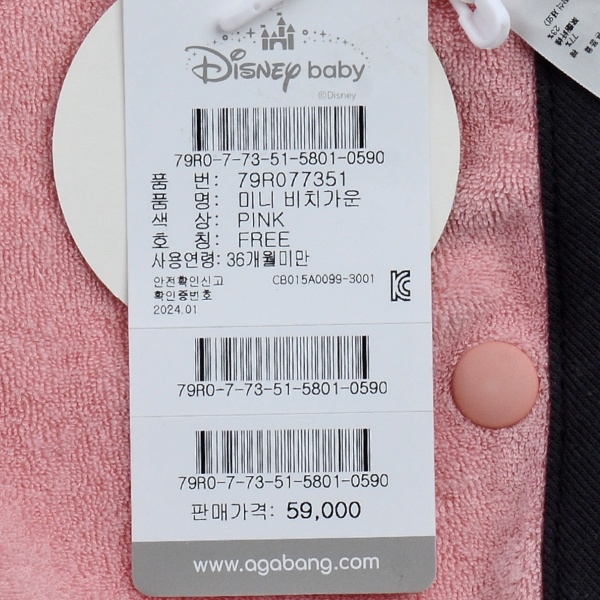 Disney baby
©Disney
79R0-7-73-51-5801-0590
품 번: 79R077351
품 명: 미니 비치가운
색 상: PINK
호 칭: FREE
사용연령: 36개월미만
안전확인신고 CB015A0099-3001
확인증번호
2024.01
79R0-7-73-51-5801-0590
79R0-7-73-51-5801-0590
판매가격: 59,000
www.agabang.com
77%
23%